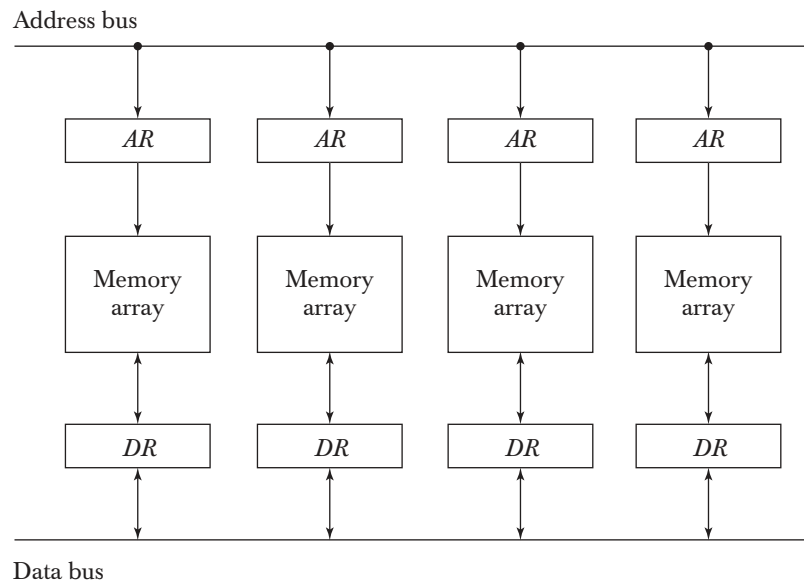 Address bus
AR AR AR AR
Memory array Memory array Memory array Memory array
DR DR DR DR
Data bus